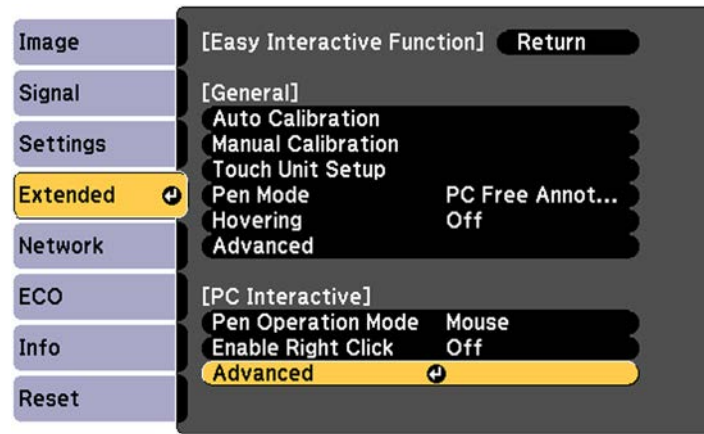 Image
Signal
Settings
Extended
Network
ECO
Info
Reset
[Easy Interactive Function] Return
[General]
Auto Calibration
Manual Calibration
Touch Unit Setup
Pen Mode PC Free Annot...
Hovering Off
Advanced
[PC Interactive]
Pen Operation Mode Mouse
Enable Right Click Off
Advanced